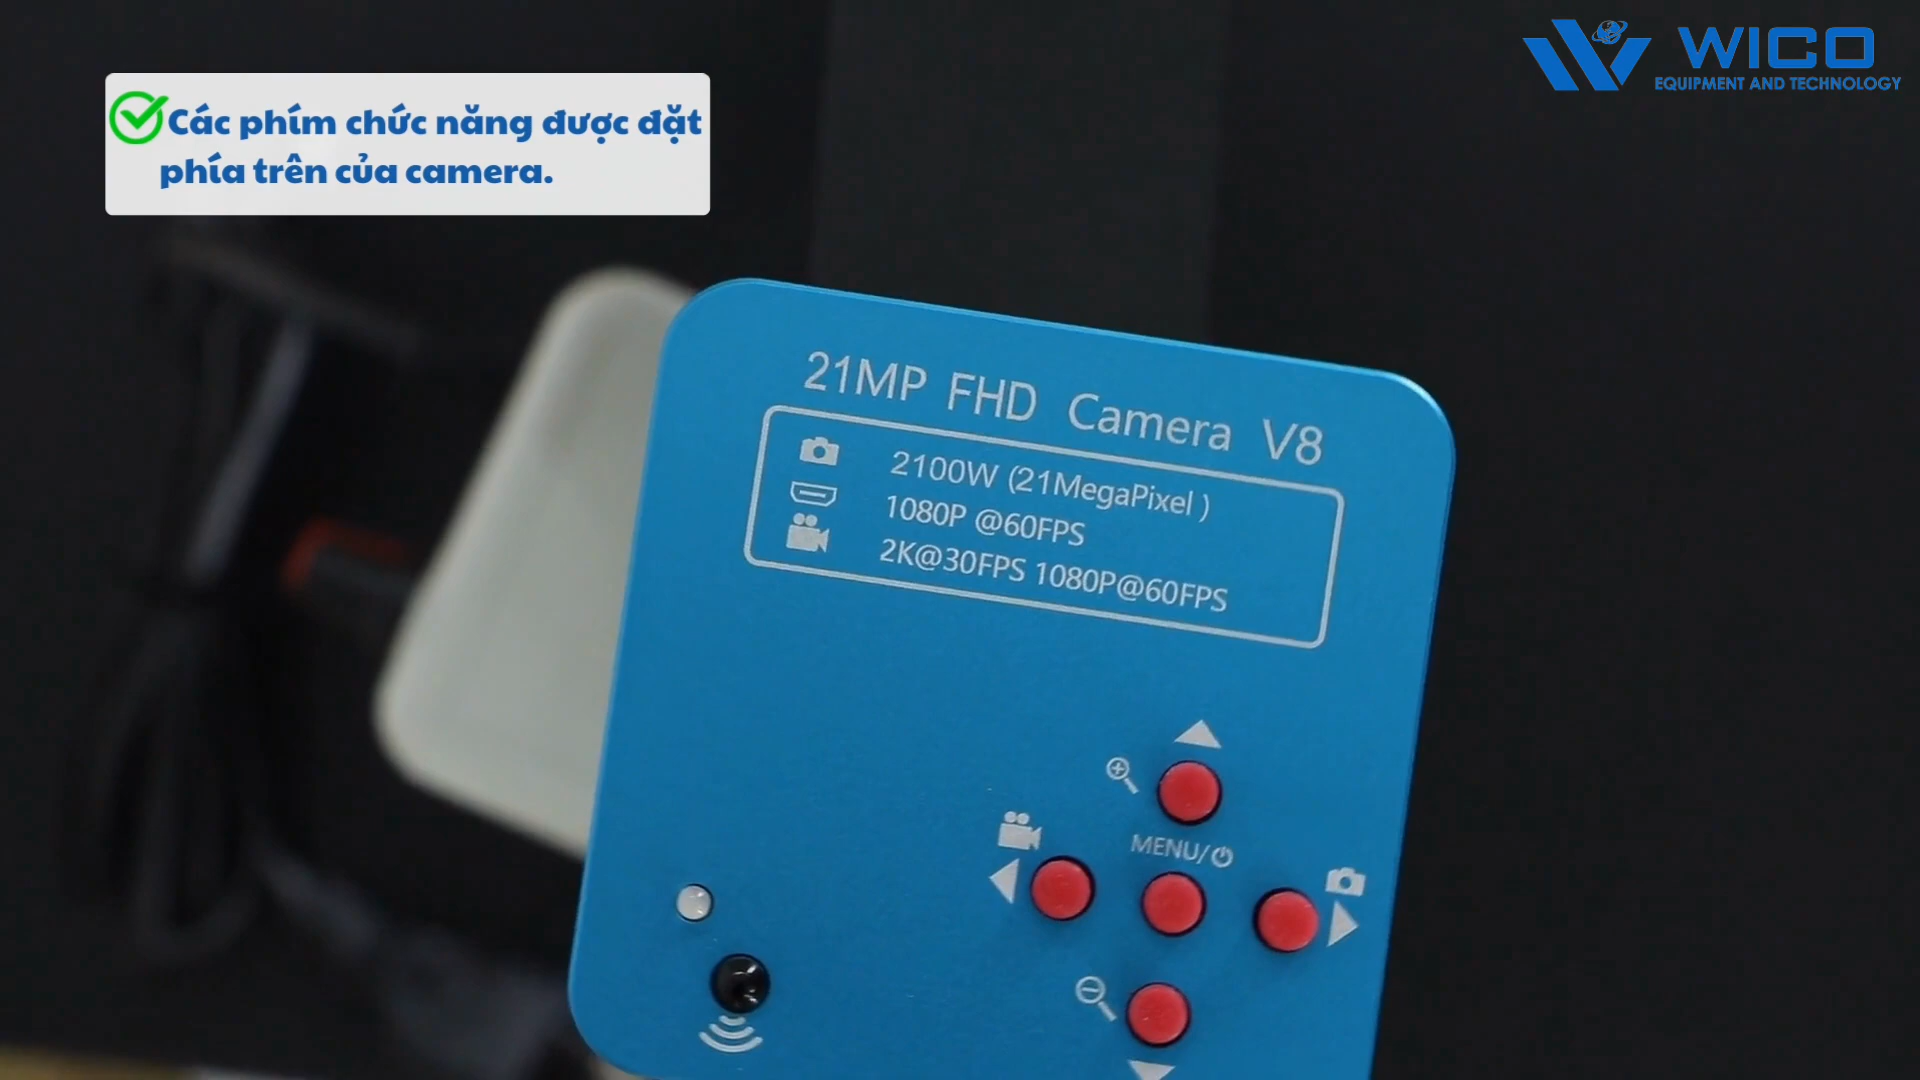 WICO
EQUIPMENT AND TECHNOLOGY
Các phím chức năng được đặt
phía trên của camera.
21MP FHD Camera V8
2100W (21MegaPixel )
1080P @60FPS
2K@30FPS 1080P@60FPS
MENU/